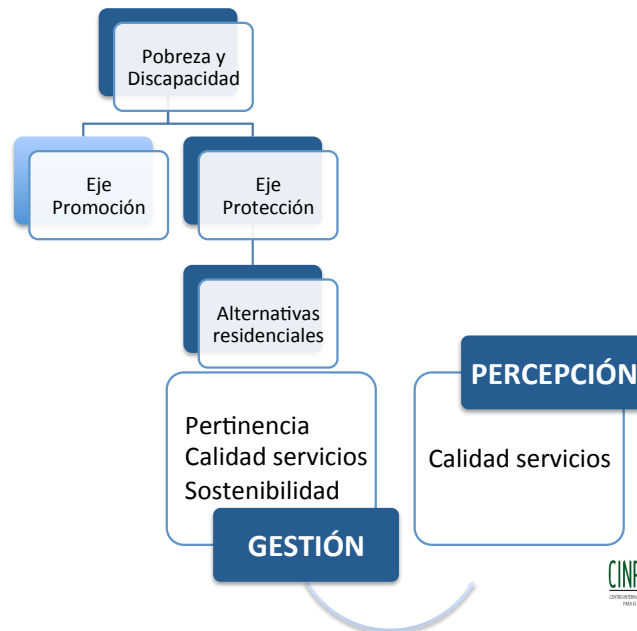 Pobreza y
Discapacidad
Eje
Promoción
Eje
Protección
Alternativas
residenciales
PERCEPCIÓN
Pertinencia
Calidad servicios
Sostenibilidad
Calidad servicios
GESTIÓN